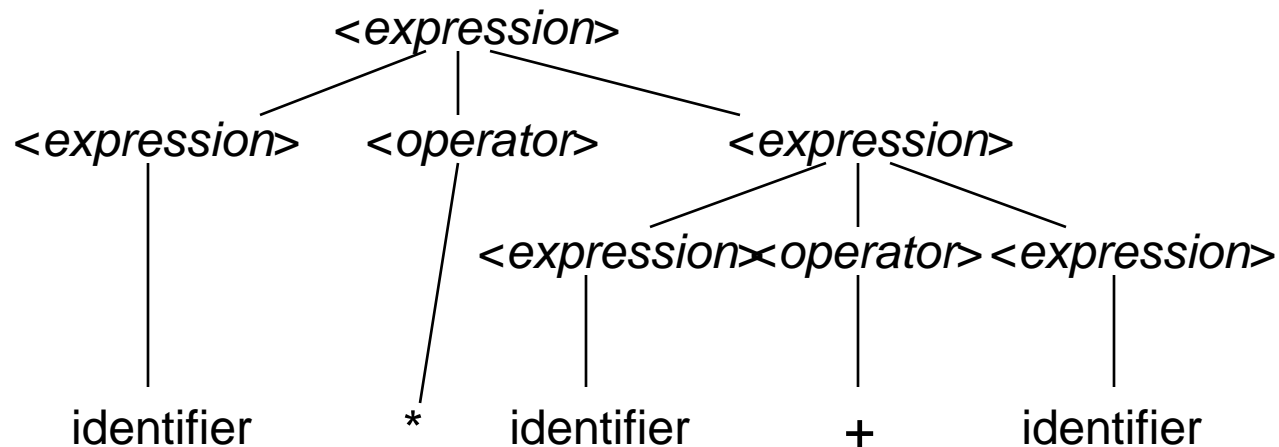 <expression>
<expression> <operator> <expression>
<expression><operator> <expression>
identifier * identifier + identifier